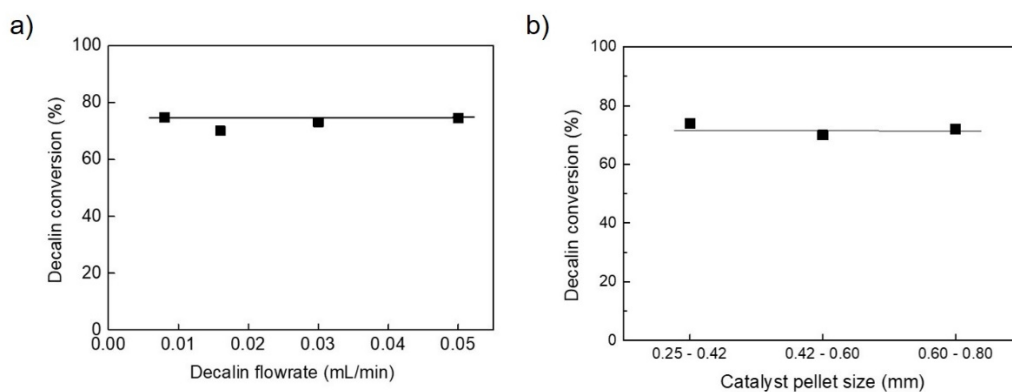 a)
100
80
60
40
20
0
Decalin conversion (%)
0.00 0.01 0.02 0.03 0.04 0.05
Decalin flowrate (mL/min)
b)
100
80
60
40
20
0
Decalin conversion (%)
0.25 - 0.42 0.42 - 0.60 0.60 - 0.80
Catalyst pellet size (mm)